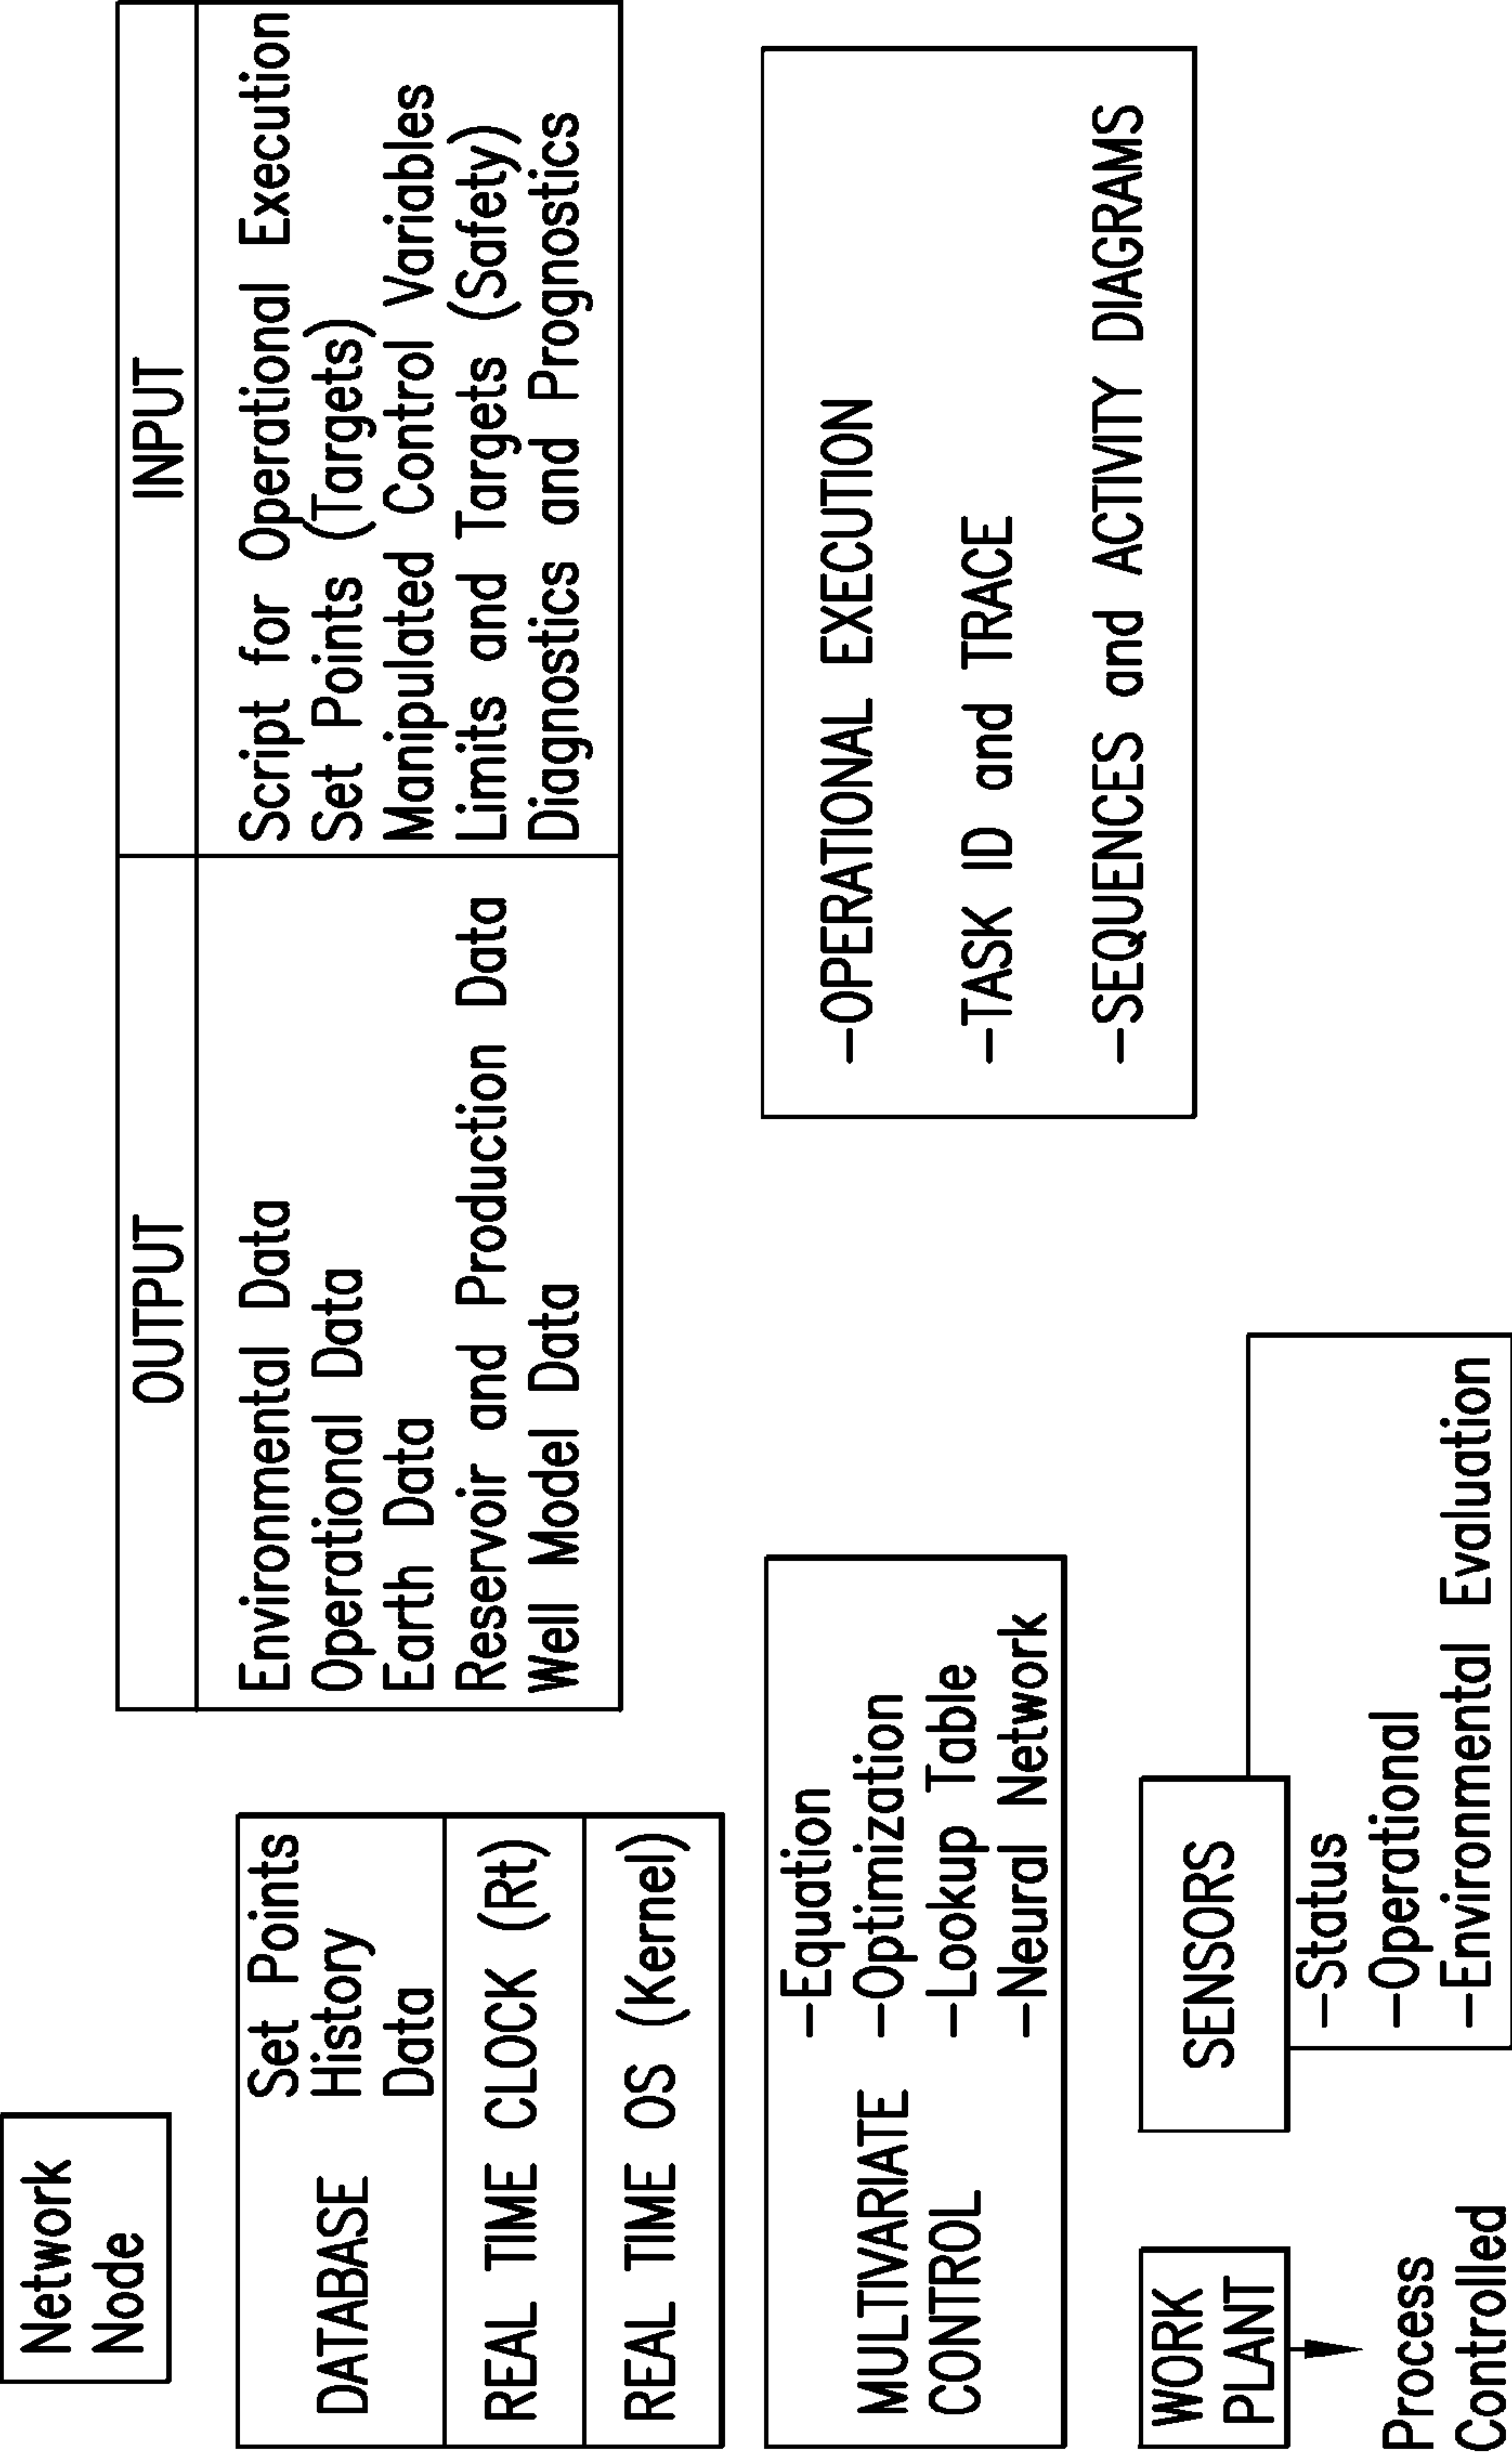 Network
Node
OUTPUT
INPUT
Environmental Data
Operational Data
Earth Data
Reservoir and Production Data
Well Model Data
Script for Operational Execution
Set Points (Targets)
Manipulated Control Variables
Limits and Targets (Safety)
Diagnostics and Prognostics
DATABASE
Set Points
History
Data
REAL TIME CLOCK (Rt)
REAL TIME OS (Kernel)
MULTIVARIATE
CONTROL
-Equation
-Optimization
-Lookup Table
-Neural Network
-OPERATIONAL EXECUTION
-TASK ID and TRACE
-SEQUENCES and ACTIVITY DIAGRAMS
WORK
PLANT
Process
Controlled
SENSORS
-Status
-Operational
-Environmental Evaluation